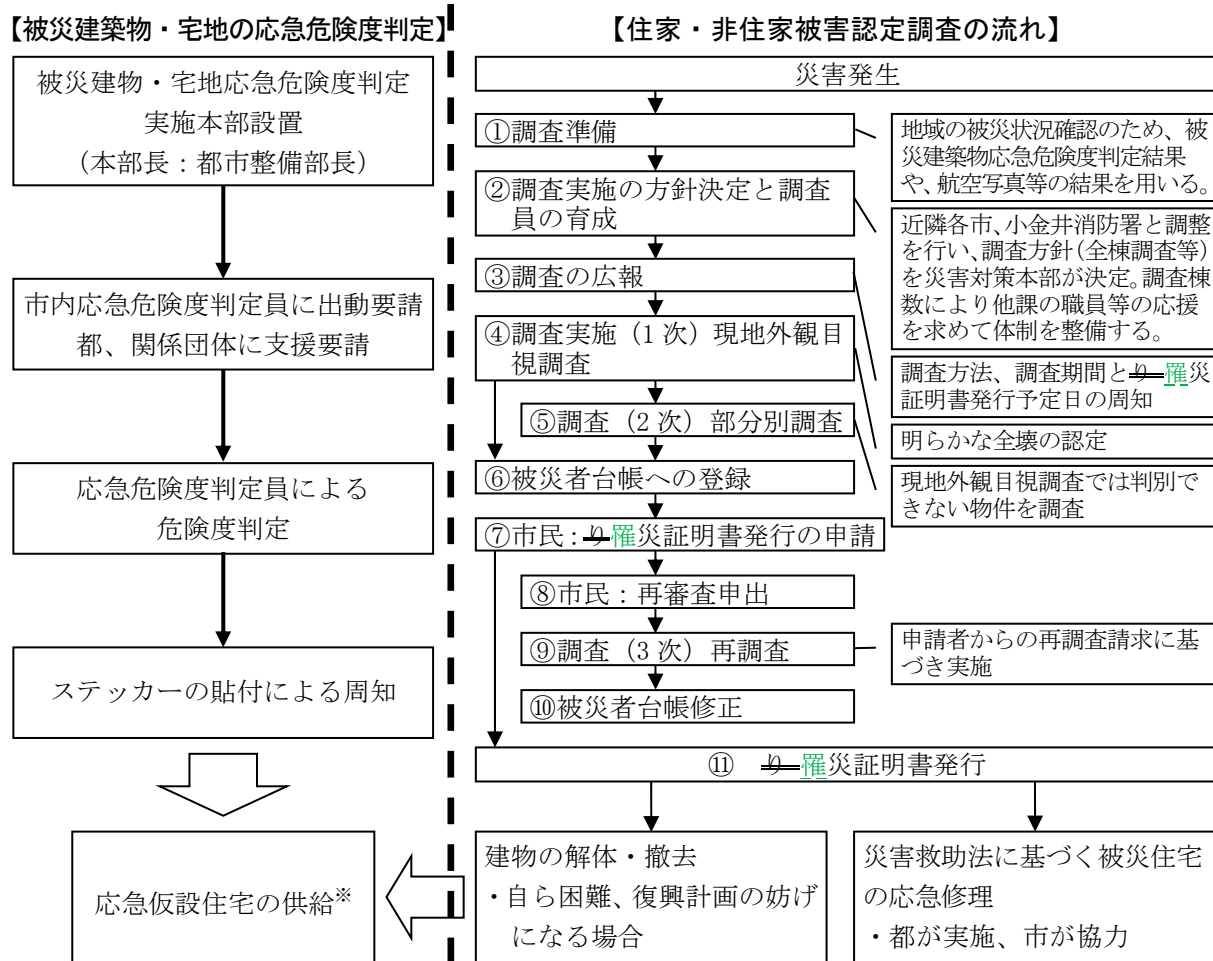 【被災建築物・宅地の応急危険度判定】
被災建物・宅地応急危険度判定
実施本部設置
(本部長：都市整備部長)
市内応急危険度判定員に出動要請
都、関係団体に支援要請
応急危険度判定員による
危険度判定
ステッカーの貼付による周知
応急仮設住宅の供給※
【住家・非住家被害認定調査の流れ】
災害発生
①調査準備
地域の被災状況確認のため、被
災建築物応急危険度判定結果
や、航空写真等の結果を用いる。
②調査実施の方針決定と調査
員の育成
近隣各市、小金井消防署と調整
を行い、調査方針(全棟調査等)
を災害対策本部が決定。調査棟
数により他課の職員等の応援
を求めて体制を整備する。
③調査の広報
調査方法、調査期間とり罹災
証明書発行予定日の周知
④調査実施（1次）現地外観目
視調査
明らかな全壊の認定
⑤調査（2次）部分別調査
現地外観目視調査では判別で
きない物件を調査
⑥被災者台帳への登録
⑦市民：り罹災証明書発行の申請
⑧市民：再審査申出
⑨調査（3次）再調査
申請者からの再調査請求に基
づき実施
⑩被災者台帳修正
⑪　り罹災証明書発行
建物の解体・撤去
・自ら困難、復興計画の妨げ
になる場合
災害救助法に基づく被災住宅
の応急修理
・都が実施、市が協力